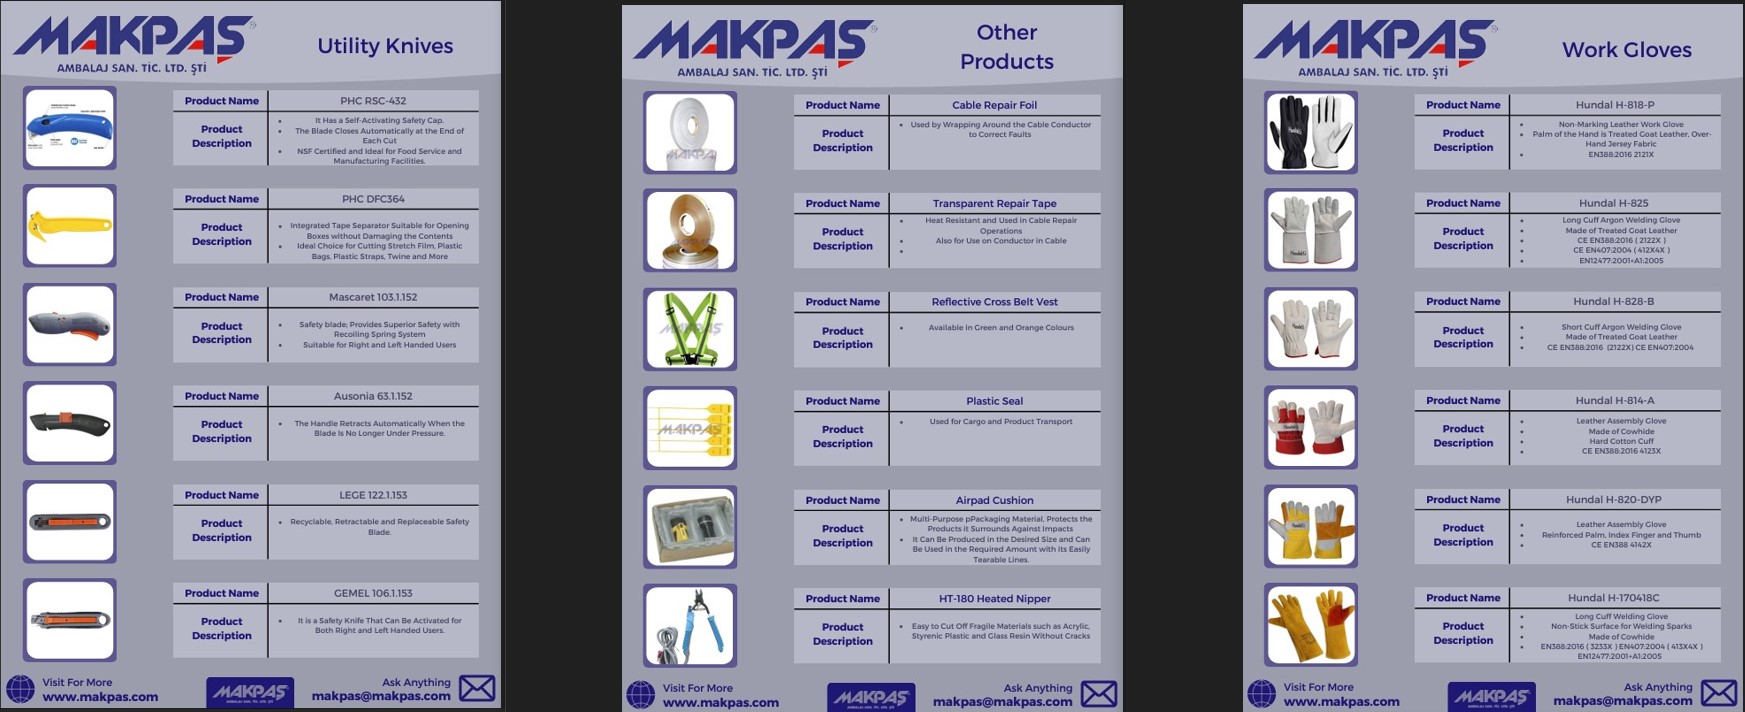 MAKPAŞ®
AMBALAJ SAN. TİC. LTD. ŞTİ
Utility Knives
Product Name
PHC RSC-432
Product
Description
It Has a Self-Activating Safety Cap.
The Blade Closes Automatically at the End of
Each Cut
NSF Certified and Ideal for Food Service and
Manufacturing Facilities.
Product Name
PHC DFC364
Product
Description
Integrated Tape Separator Suitable for Opening
Boxes without Damaging the Contents
Ideal Choice for Cutting Stretch Film, Plastic
Bags, Plastic Straps, Twine and More
Product Name
Mascaret 103.1.152
Product
Description
Safety blade; Provides Superior Safety with
Recoiling Spring System
Suitable for Right and Left Handed Users
Product Name
Ausonia 63.1.152
Product
Description
The Handle Retracts Automatically When the
Blade Is No Longer Under Pressure.
Product Name
LEGE 122.1.153
Product
Description
Recyclable, Retractable and Replaceable Safety
Blade.
Product Name
GEMEL 106.1.153
Product
Description
It is a Safety Knife That Can Be Activated for
Both Right and Left Handed Users.
Visit For More
www.makpas.com
MAKPAŞ
Ask Anything
makpas@makpas.com
MAKPAŞ®
AMBALAJ SAN. TİC. LTD. ŞTİ
Other
Products
MAKPAŞ
Product Name
Cable Repair Foil
Product
Description
Used by Wrapping Around the Cable Conductor
to Correct Faults
MAKPAŞ
Product Name
Transparent Repair Tape
Product
Description
Heat Resistant and Used in Cable Repair
Operations
Also for Use on Conductor in Cable
MAKPAŞ
Product Name
Reflective Cross Belt Vest
Product
Description
Available in Green and Orange Colours
MAKPAŞ
Product Name
Plastic Seal
Product
Description
Used for Cargo and Product Transport
Product Name
Airpad Cushion
Product
Description
Multi-Purpose pPackaging Material, Protects the
Products it Surrounds Against Impacts
It Can Be Produced in the Desired Size and Can
Be Used in the Required Amount with its Easily
Tearable Lines.
Product Name
HT-180 Heated Nipper
Product
Description
Easy to Cut Off Fragile Materials such as Acrylic,
Styrenic Plastic and Glass Resin Without Cracks
Visit For More
www.makpas.com
MAKPAŞ
Ask Anything
makpas@makpas.com
MAKPAŞ®
AMBALAJ SAN. TİC. LTD. ŞTİ
Work Gloves
Product Name
Hundal H-818-P
Product
Description
Non-Marking Leather Work Glove
Palm of the Hand is Treated Goat Leather, Over-
Hand Jersey Fabric
EN388:2016 2121X
Product Name
Hundal H-825
Product
Description
Long Cuff Argon Welding Glove
Made of Treated Goat Leather
CE EN388:2016 ( 2122X )
CE EN407:2004 ( 412X4X )
EN12477:2001+A1:2005
Product Name
Hundal H-828-B
Product
Description
Short Cuff Argon Welding Glove
Made of Treated Goat Leather
CE EN388:2016 (2122X) CE EN407:2004
Product Name
Hundal H-814-A
Product
Description
Leather Assembly Glove
Made of Cowhide
Hard Cotton Cuff
CE EN388:2016 4123X
Product Name
Hundal H-820-DYP
Product
Description
Leather Assembly Glove
Reinforced Palm, Index Finger and Thumb
CE EN388 4142X
Product Name
Hundal H-170418C
Product
Description
Long Cuff Welding Glove
Non-Stick Surface for Welding Sparks
Made of Cowhide
EN388:2016 ( 3233X ) EN407:2004 ( 413X4X )
EN12477:2001+A1:2005
Visit For More
www.makpas.com
MAKPAŞ
Ask Anything
makpas@makpas.com